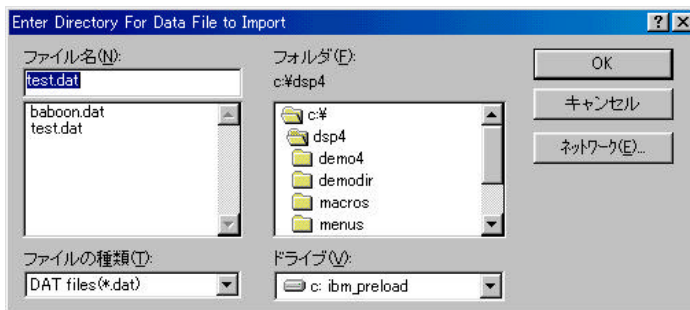 Enter Directory For Data File to Import
ファイル名(N):
test.dat
baboon.dat
test.dat
ファイルの種類(T):
DAT files(*.dat)
フォルダ(F):
c:¥dsp4
c:¥
dsp4
demo4
demodir
macros
menus
ドライブ(V):
c: ibm_preload
OK
キャンセル
ネットワーク(E)...